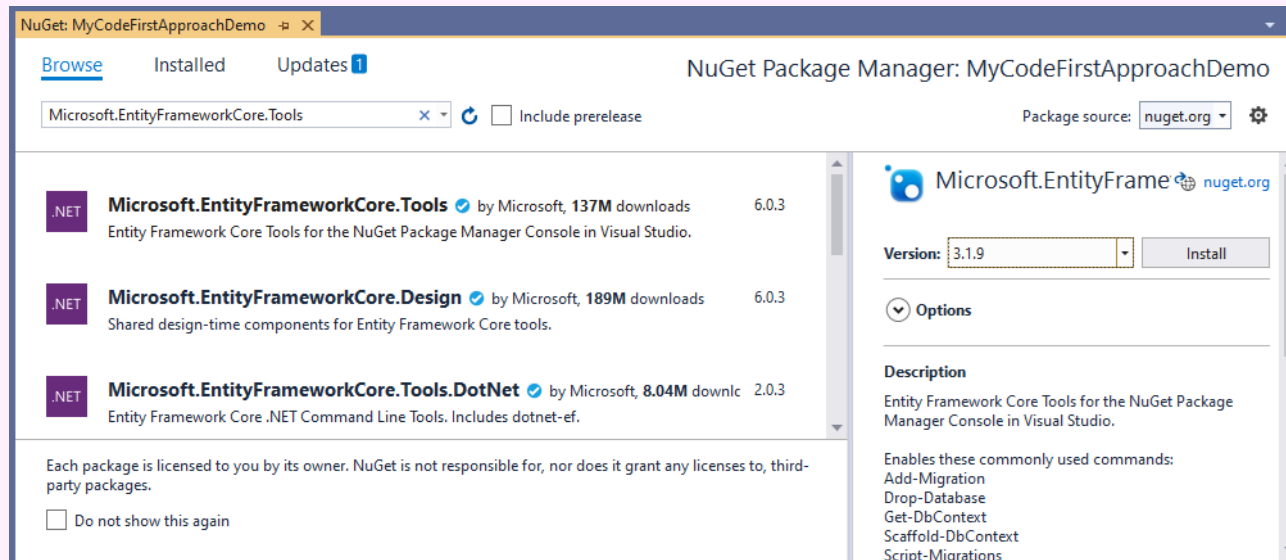 NuGet: MyCodeFirstApproachDemo
Browse Installed Updates 1
NuGet Package Manager: MyCodeFirstApproachDemo
Microsoft.EntityFrameworkCore.Tools
Include prerelease
Package source: nuget.org
.NET
Microsoft.EntityFrameworkCore.Tools by Microsoft, 137M downloads 6.0.3
Entity Framework Core Tools for the NuGet Package Manager Console in Visual Studio.
.NET
Microsoft.EntityFrameworkCore.Design by Microsoft, 189M downloads 6.0.3
Shared design-time components for Entity Framework Core tools.
.NET
Microsoft.EntityFrameworkCore.Tools.DotNet by Microsoft, 8.04M downlc 2.0.3
Entity Framework Core .NET Command Line Tools. Includes dotnet-ef.
Each package is licensed to you by its owner. NuGet is not responsible for, nor does it grant any licenses to, third-
party packages.
Do not show this again
Microsoft.EntityFrame nuget.org
Version: 3.1.9 Install
Options
Description
Entity Framework Core Tools for the NuGet Package
Manager Console in Visual Studio.
Enables these commonly used commands:
Add-Migration
Drop-Database
Get-DbContext
Scaffold-DbContext
Script-Migrations